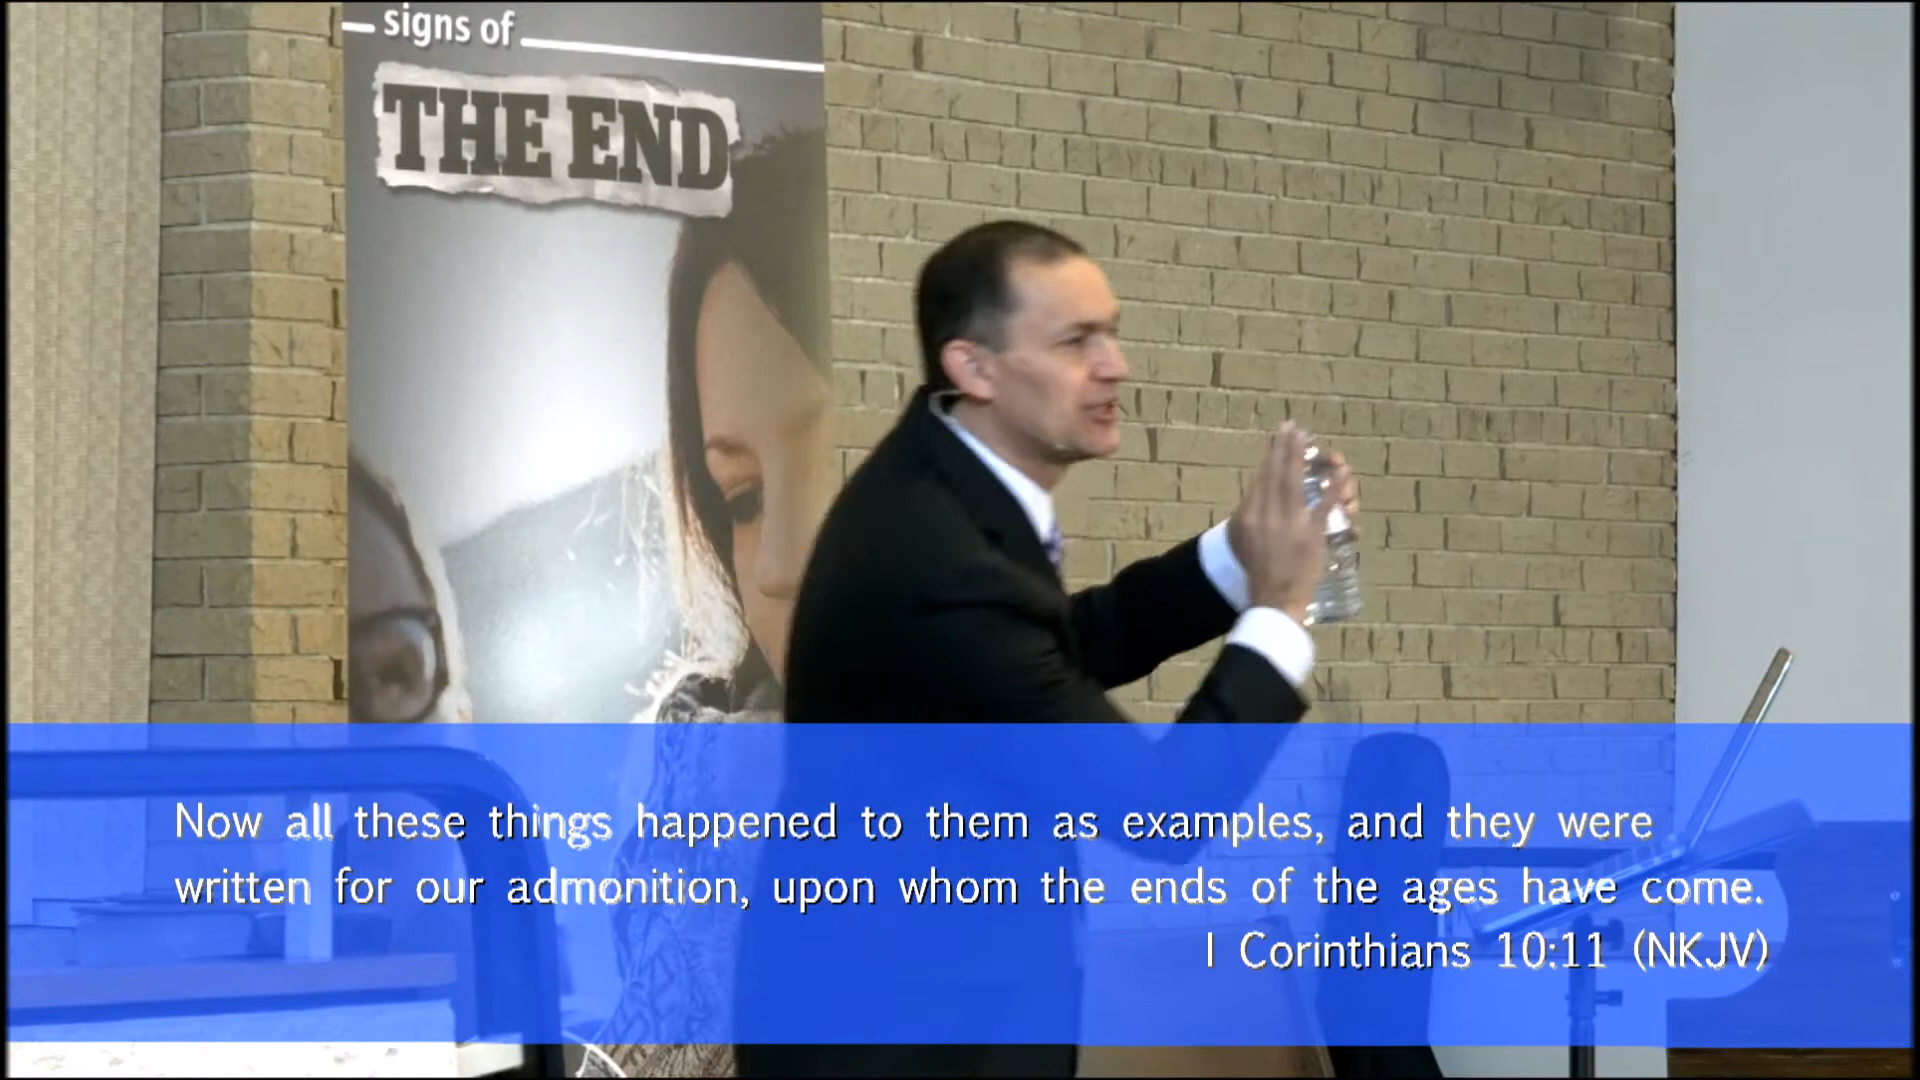 signs of
THE END
Now all these things happened to them as examples, and they were
written for our admonition, upon whom the ends of the ages have come.
I Corinthians 10:11 (NKJV)